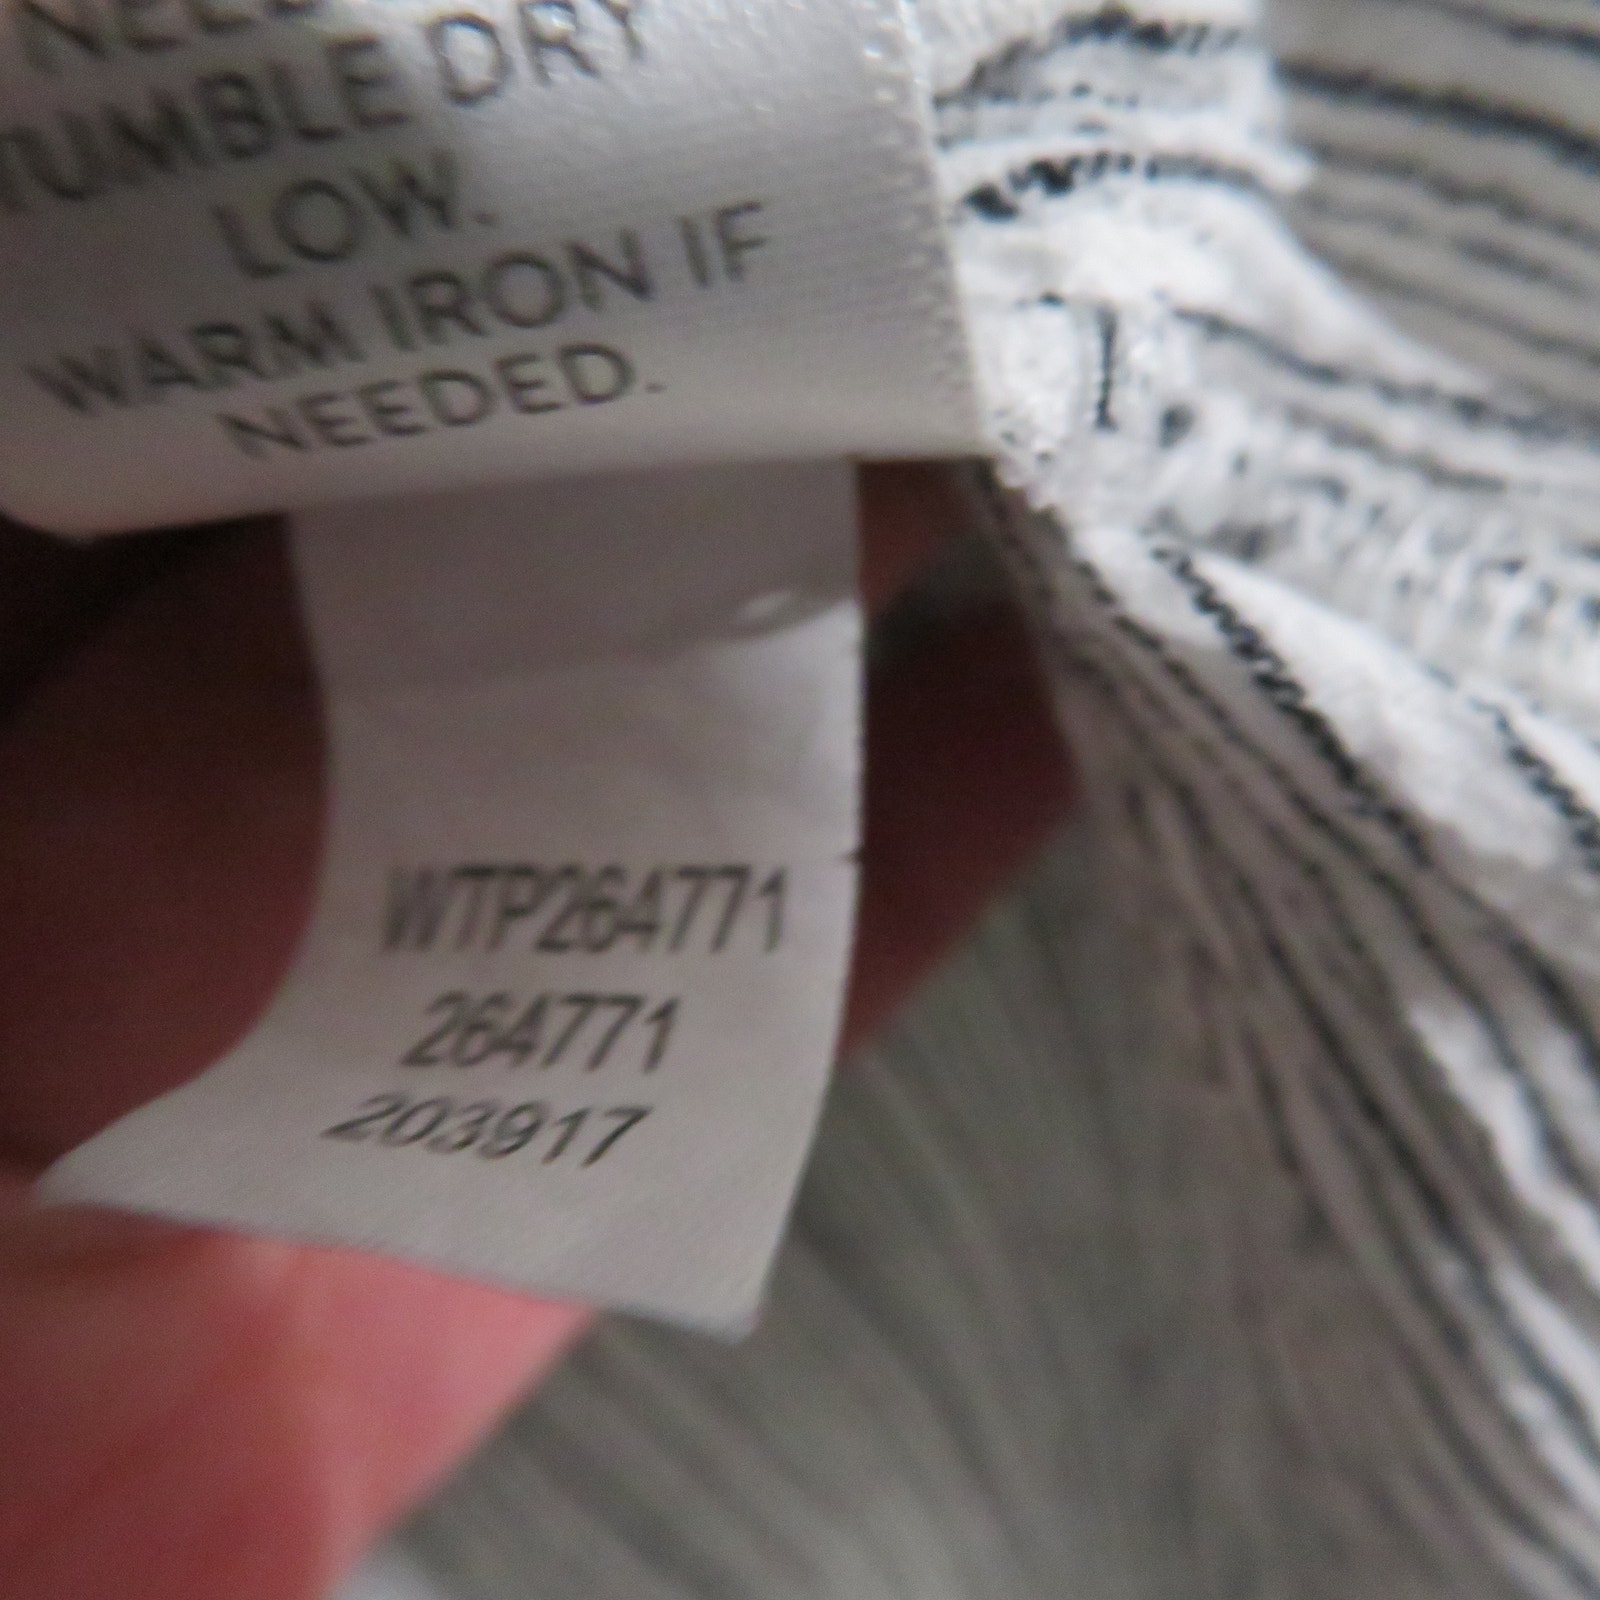 TUMBLE DRY
LOW.
WARM IRON IF
NEEDED.
WTP26A771
26A771
203917